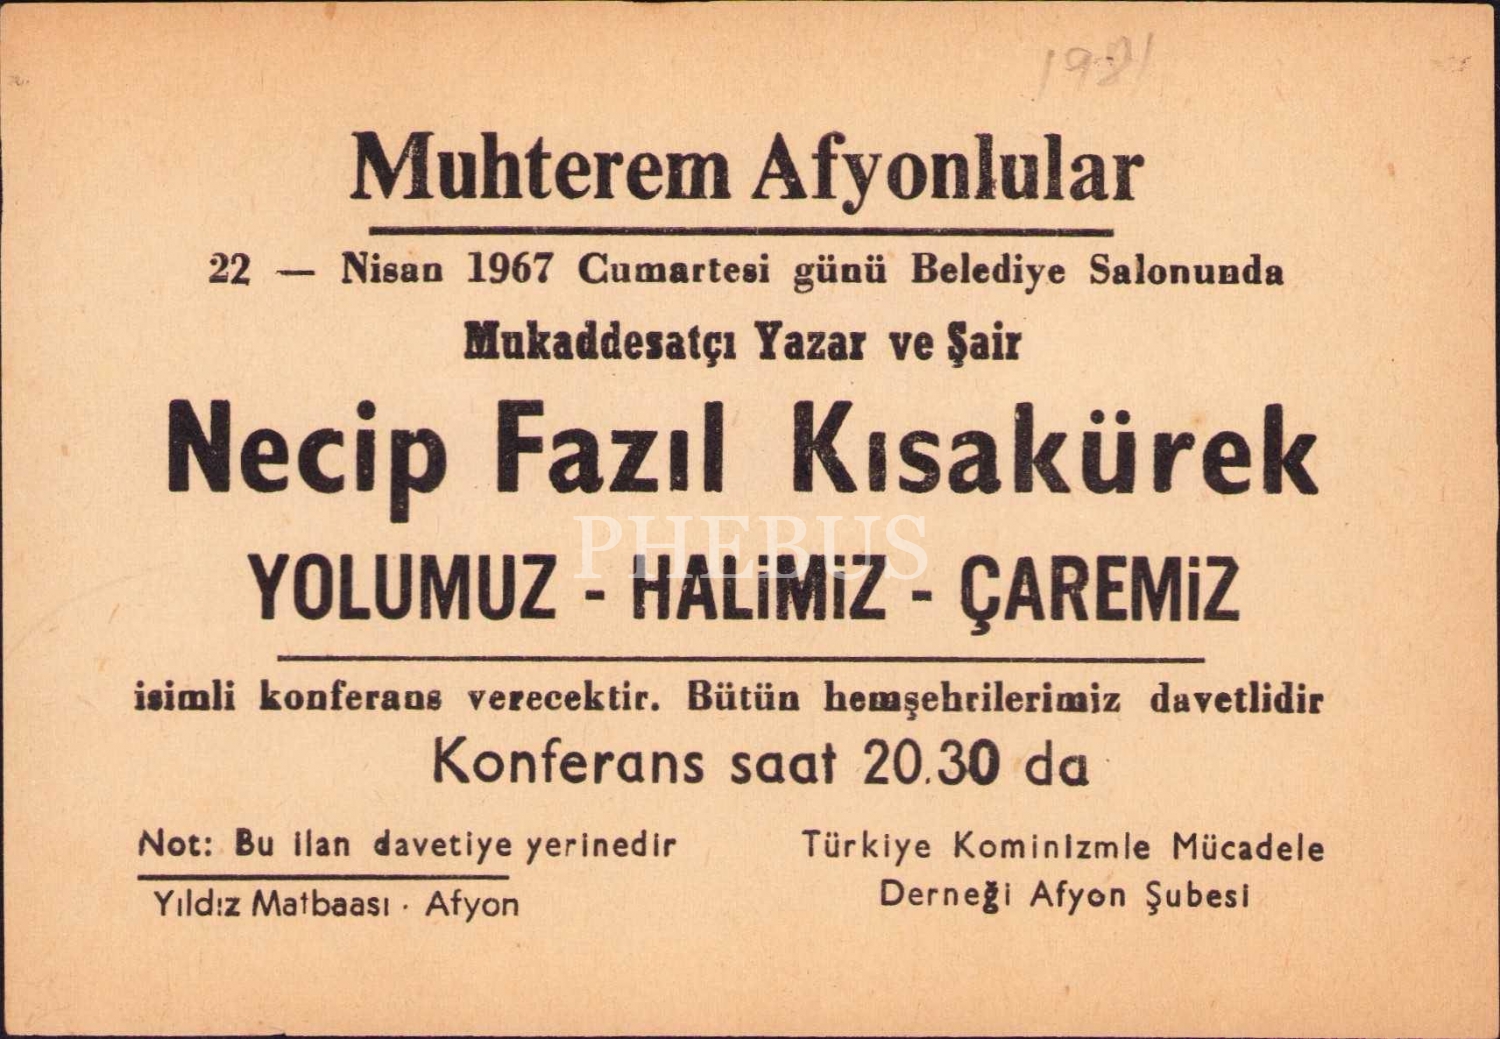 Muhterem Afyonlular
22 — Nisan 1967 Cumartesi günü Belediye Salonunda
Mukaddesatçı Yazar ve Şair
Necip Fazıl Kısakürek
PHEBUS
YOLUMUZ - HALiMiZ - ÇAREMiZ
isimli konferans verecektir. Bütün hemşehrilerimiz davetlidir
Konferans saat 20.30 da
Not: Bu ilan davetiye yerinedir
Yıldız Matbaası · Afyon
Türkiye Kominizmle Mücadele
Derneği Afyon Şubesi